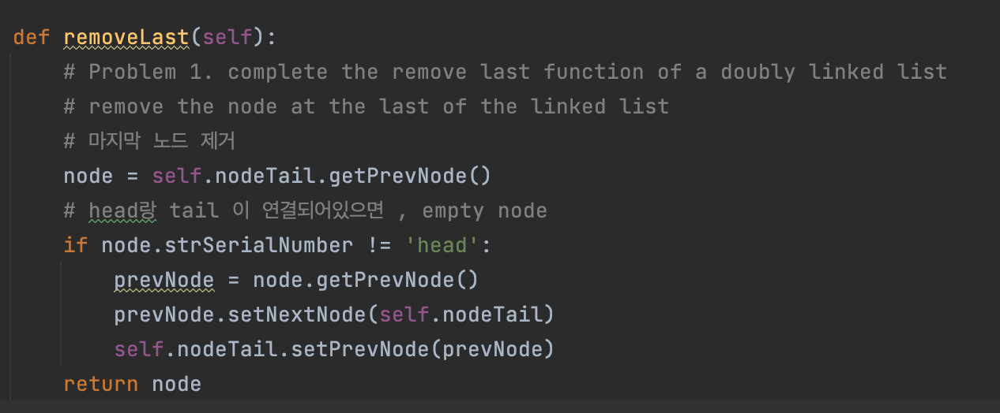 def removeLast(self):
# Problem 1. complete the remove last function of a doubly linked list
# remove the node at the last of the linked list
# 마지막 노드 제거
node = self.nodeTail.getPrevNode()
# head랑 tail 이 연결되어있으면 , empty node
if node.strSerialNumber != 'head':
prevNode = node.getPrevNode()
prevNode.setNextNode(self.nodeTail)
self.nodeTail.setPrevNode(prevNode)
return node